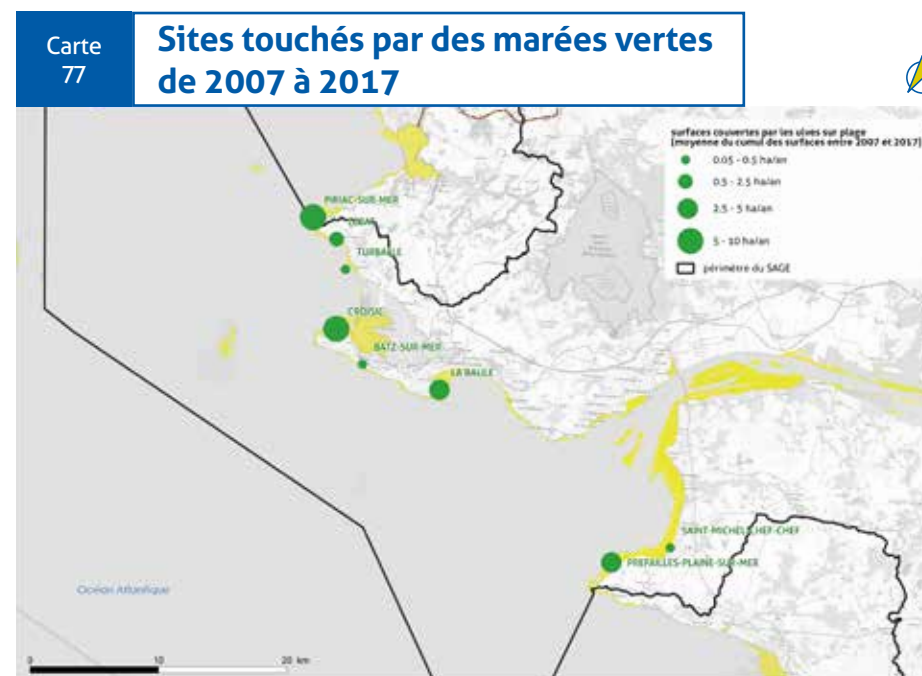 Carte
77
Sites touchés par des marées vertes
de 2007 à 2017
surfaces couvertes par les ulves sur plage
(moyenne du cumul des surfaces entre 2007 et 2017)
0.05 - 0.5 ha/an
0.5 - 2.5 ha/an
2.5 - 5 ha/an
5 - 10 ha/an
périmètre du SAGE
PIRIAC-SUR-MER
TURBALLE
CROISIC
BATZ-SUR-MER
LA BAULE
SAINT-MICHEL-CHEF-CHEF
PREFAILLES-PLAINE-SUR-MER
Océan Atlantique
0 10 20 km